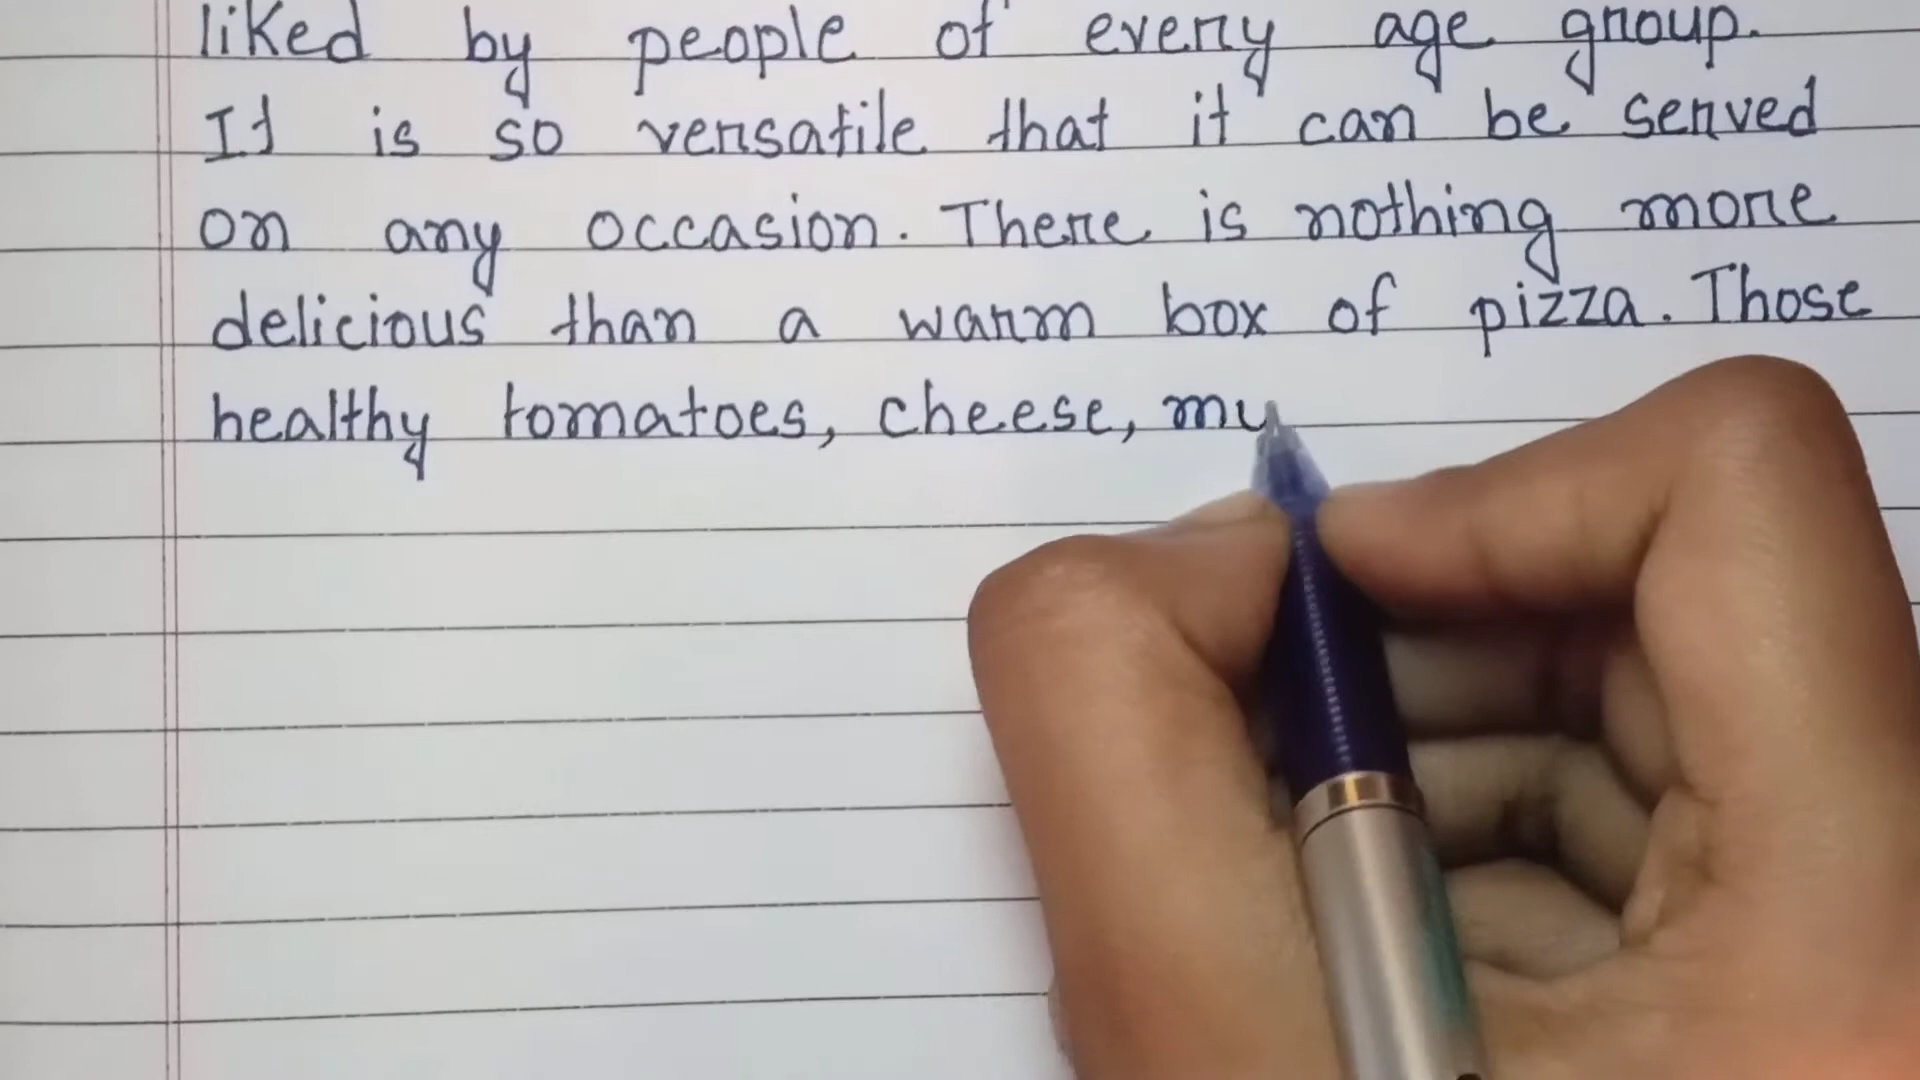 liked by people of every age group.
It is so versatile that it can be served
on any occasion. There is nothing more
delicious than a warm box of pizza. Those
healthy tomatoes, cheese, mu